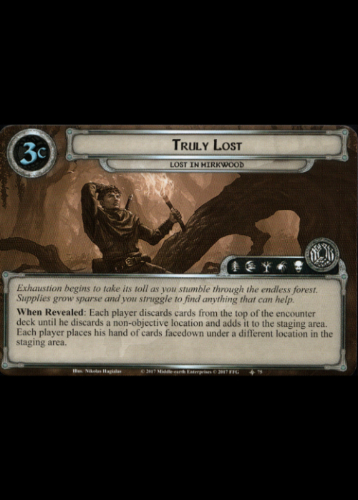 3C
TRULY LOST
LOST IN MIRKWOOD
Exhaustion begins to take its toll as you stumble through the endless forest.
Supplies grow sparse and you struggle to find anything that can help.
When Revealed: Each player discards cards from the top of the encounter
deck until he discards a non-objective location and adds it to the staging area.
Each player places his hand of cards facedown under a different location in the
staging area.
Illus. Nikolas Hagialas © 2017 Middle-earth Enterprises © 2017 FFG